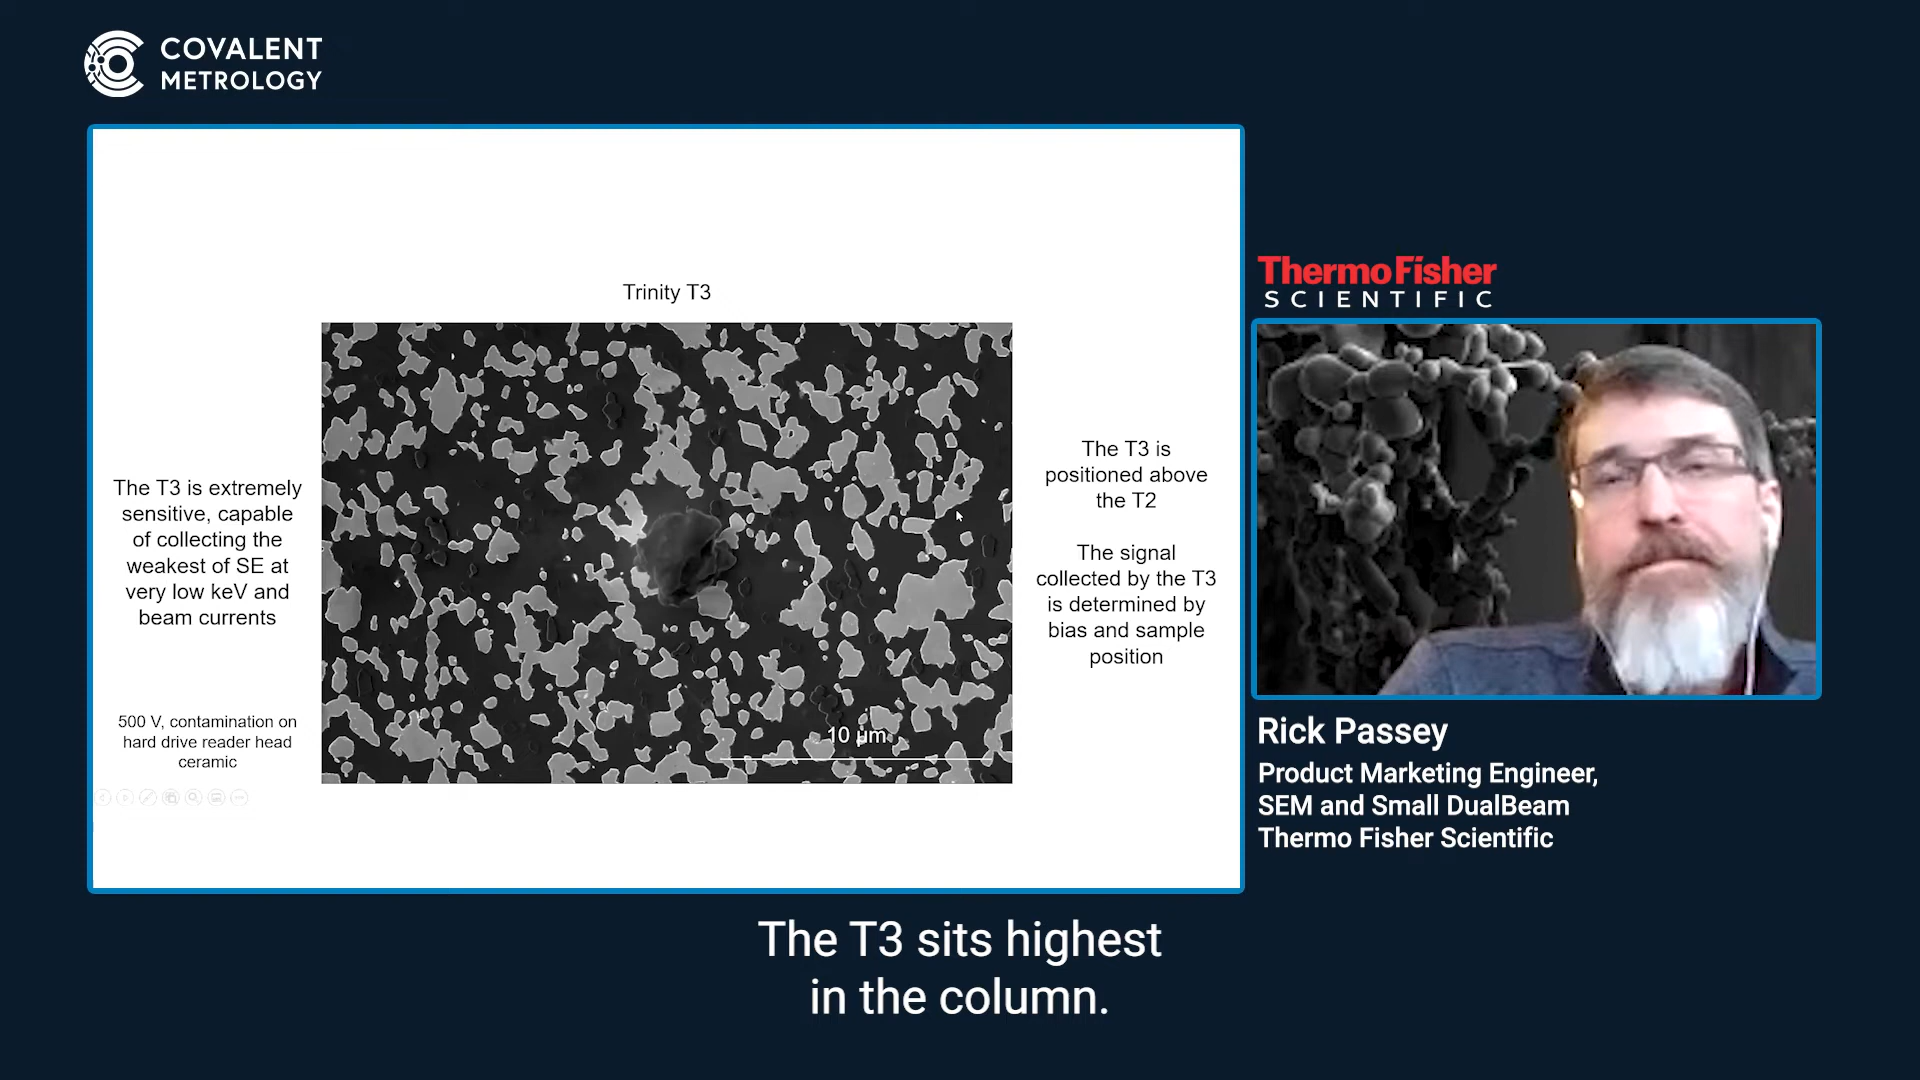 COVALENT
METROLOGY
Trinity T3
The T3 is extremely
sensitive, capable
of collecting the
weakest of SE at
very low keV and
beam currents
500 V, contamination on
hard drive reader head
ceramic
10 µm
The T3 is
positioned above
the T2
The signal
collected by the T3
is determined by
bias and sample
position
ThermoFisher
SCIENTIFIC
Rick Passey
Product Marketing Engineer,
SEM and Small DualBeam
Thermo Fisher Scientific
The T3 sits highest
in the column.